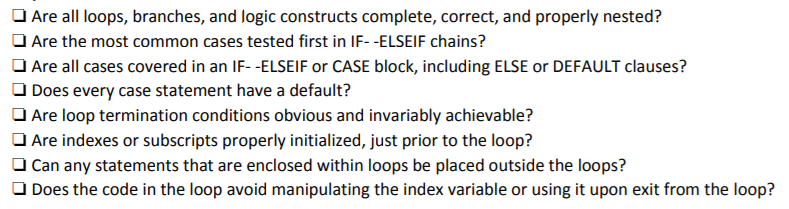 ❑ Are all loops, branches, and logic constructs complete, correct, and properly nested?
❑ Are the most common cases tested first in IF- -ELSEIF chains?
❑ Are all cases covered in an IF- -ELSEIF or CASE block, including ELSE or DEFAULT clauses?
❑ Does every case statement have a default?
❑ Are loop termination conditions obvious and invariably achievable?
❑ Are indexes or subscripts properly initialized, just prior to the loop?
❑ Can any statements that are enclosed within loops be placed outside the loops?
❑ Does the code in the loop avoid manipulating the index variable or using it upon exit from the loop?